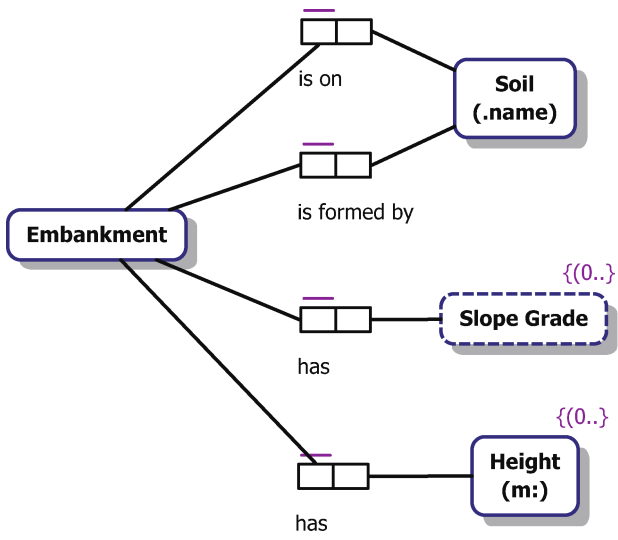 is on
Soil
(.name)
is formed by
Embankment
{(0..}
Slope Grade
has
{(0..}
Height
(m:)
has